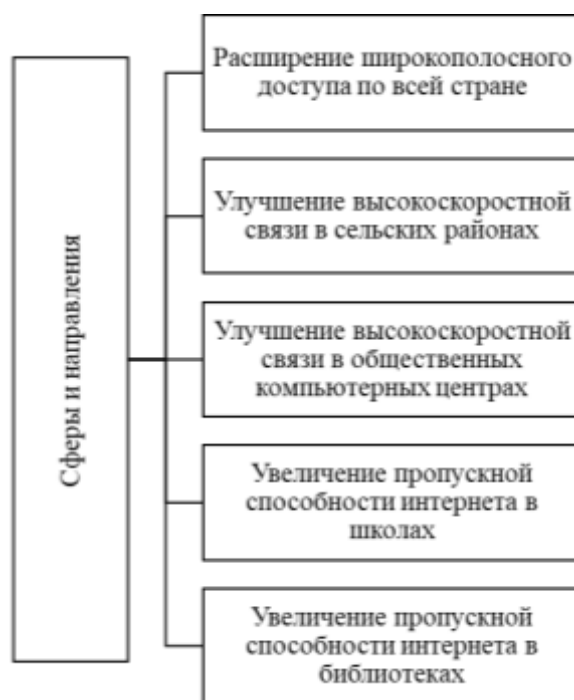 Сферы и направления
Расширение широкополосного
доступа по всей стране
Улучшение высокоскоростной
связи в сельских районах
Улучшение высокоскоростной
связи в общественных
компьютерных центрах
Увеличение пропускной
способности интернета в
школах
Увеличение пропускной
способности интернета в
библиотеках